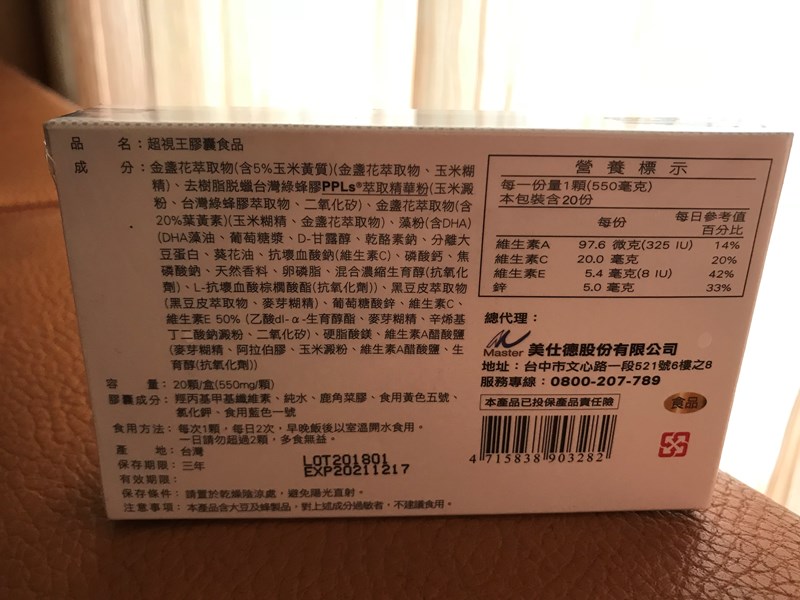 品 名：超視王膠囊食品
成 分：金盞花萃取物(含5%玉米黃質)(金盞花萃取物、玉米糊
精)、去樹脂脫蠟台灣綠蜂膠PPLs®萃取精華粉(玉米澱
粉、台灣綠蜂膠萃取物、二氧化矽)、金盞花萃取物(含
20%葉黃素)(玉米糊精、金盞花萃取物)、藻粉(含DHA)
(DHA藻油、葡萄糖漿、D-甘露醇、乾酪素鈉、分離大
豆蛋白、葵花油、抗壞血酸鈉(維生素C)、磷酸鈣、焦
磷酸鈉、天然香料、卵磷脂、混合濃縮生育醇(抗氧化
劑)、L-抗壞血酸棕櫚酸酯(抗氧化劑))、黑豆皮萃取物
(黑豆皮萃取物、麥芽糊精)、葡萄糖酸鋅、維生素C、
維生素E 50% (乙酸dl-α-生育醇酯、麥芽糊精、辛烯基
丁二酸鈉澱粉、二氧化矽)、硬脂酸鎂、維生素A醋酸鹽
(麥芽糊精、阿拉伯膠、玉米澱粉、維生素A醋酸鹽、生
育醇(抗氧化劑))
容 量：20顆/盒(550mg/顆)
膠囊成分：羥丙基甲基纖維素、純水、鹿角菜膠、食用黃色五號、
氯化鉀、食用藍色一號
食用方法：每次1顆，每日2次，早晚飯後以室溫開水食用。
一日請勿超過2顆，多食無益。
產 地：台灣
保存期限：三年
有效期限：
LOT201801
EXP20211217
保存條件：請置於乾燥陰涼處，避免陽光直射。
注意事項：本產品含大豆及蜂製品，對上述成分過敏者，不建議食用。
營養標示
每一份量1顆(550毫克)
本包裝含20份
每份 每日參考值
百分比
維生素A 97.6 微克(325 IU) 14%
維生素C 20.0 毫克 20%
維生素E 5.4 毫克(8 IU) 42%
鋅 5.0 毫克 33%
總代理：
Master 美仕德股份有限公司
地址：台中市文心路一段521號6樓之8
服務專線：0800-207-789
本產品已投保產品責任險
食品
4 715838 903282